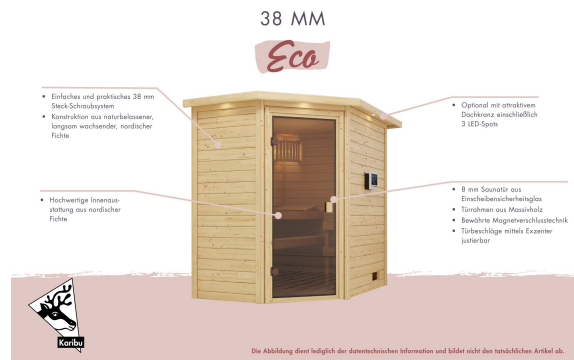 38 MM
Eco
• Einfaches und praktisches 38 mm
Steck-Schraubsystem
• Konstruktion aus naturbelassener,
langsam wachsender, nordischer
Fichte
• Hochwertige Innenaus-
stattung aus nordischer
Fichte
• Optional mit attraktivem
Dachkranz einschließlich
3 LED-Spots
• 8 mm Saunatür aus
Einscheibensicherheitsglas
• Türrahmen aus Massivholz
• Bewährte Magnetverschlusstechnik
• Türbeschläge mittels Exzenter
justierbar
Karibu
Die Abbildung dient lediglich der datentechnischen Information und bildet nicht den tatsächlichen Artikel ab.